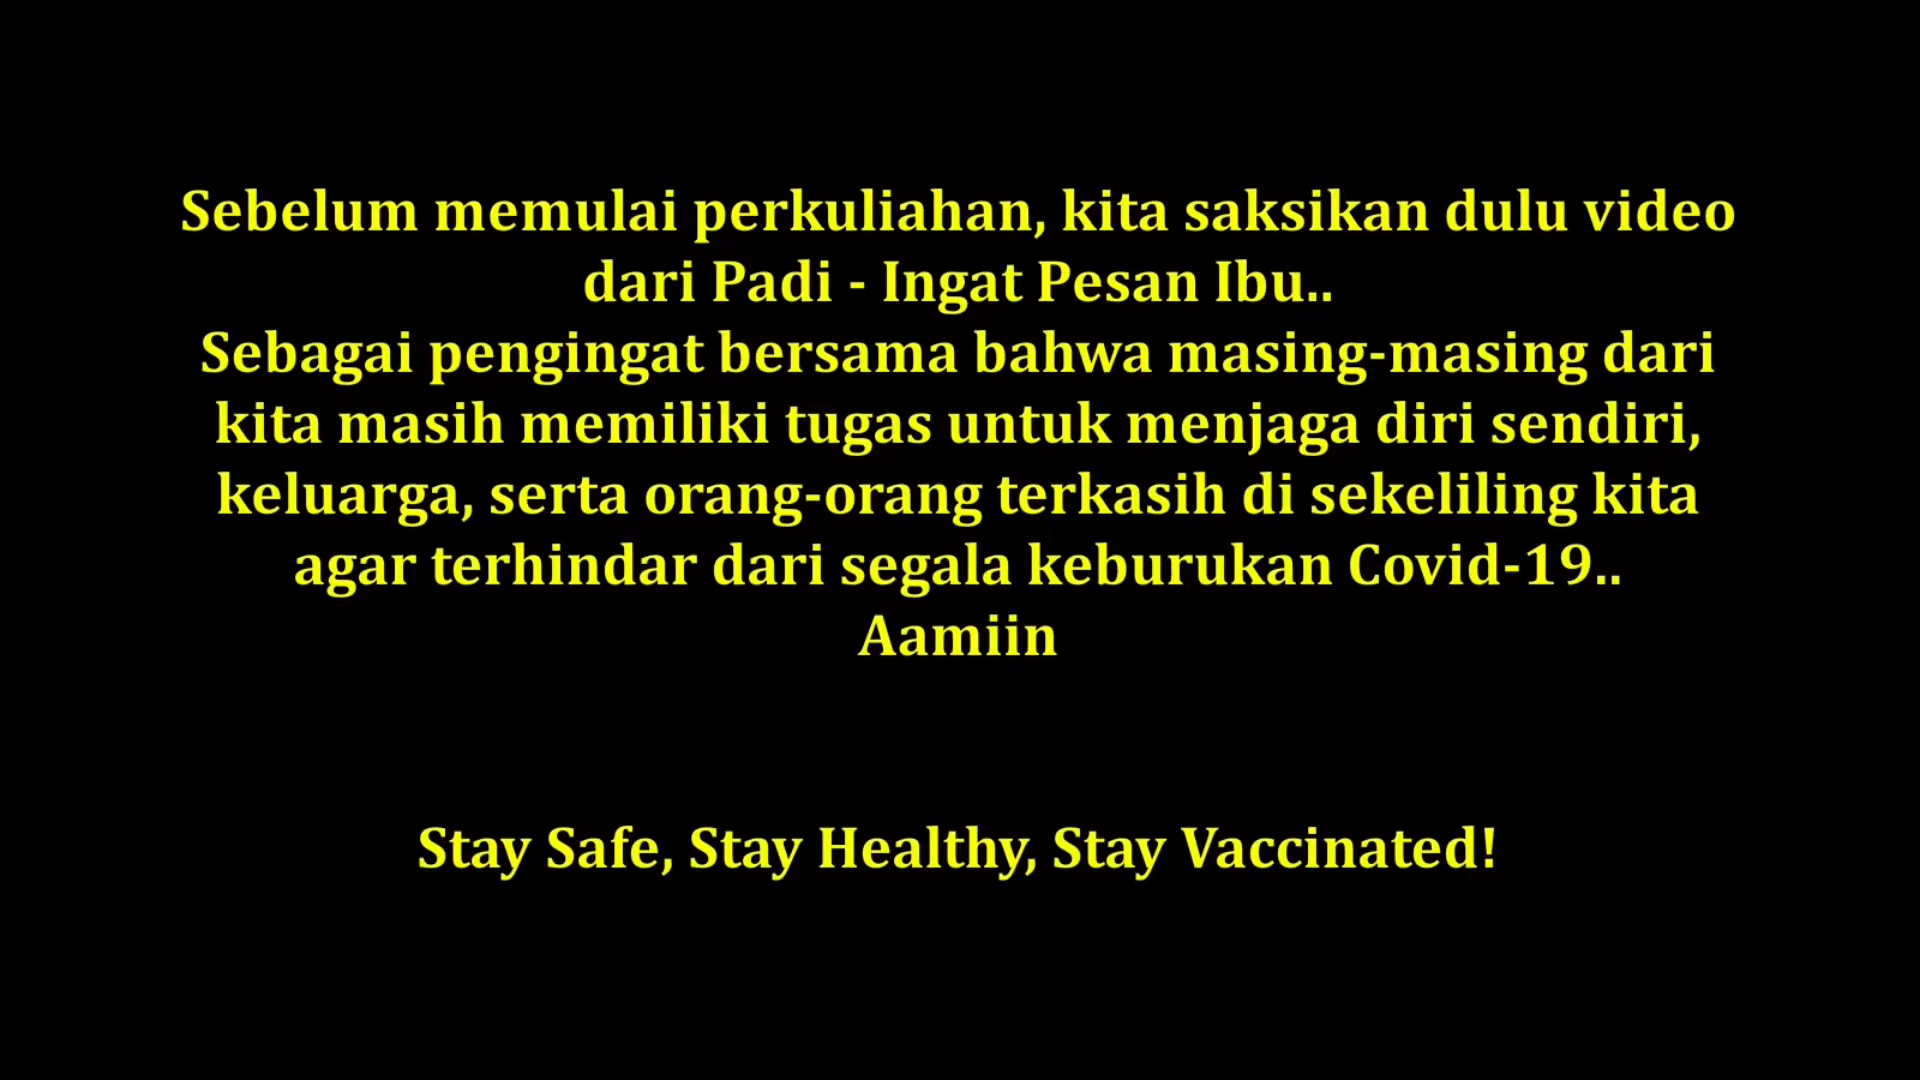 Sebelum memulai perkuliahan, kita saksikan dulu video
dari Padi - Ingat Pesan Ibu..
Sebagai pengingat bersama bahwa masing-masing dari
kita masih memiliki tugas untuk menjaga diri sendiri,
keluarga, serta orang-orang terkasih di sekeliling kita
agar terhindar dari segala keburukan Covid-19..
Aamiin
Stay Safe, Stay Healthy, Stay Vaccinated!